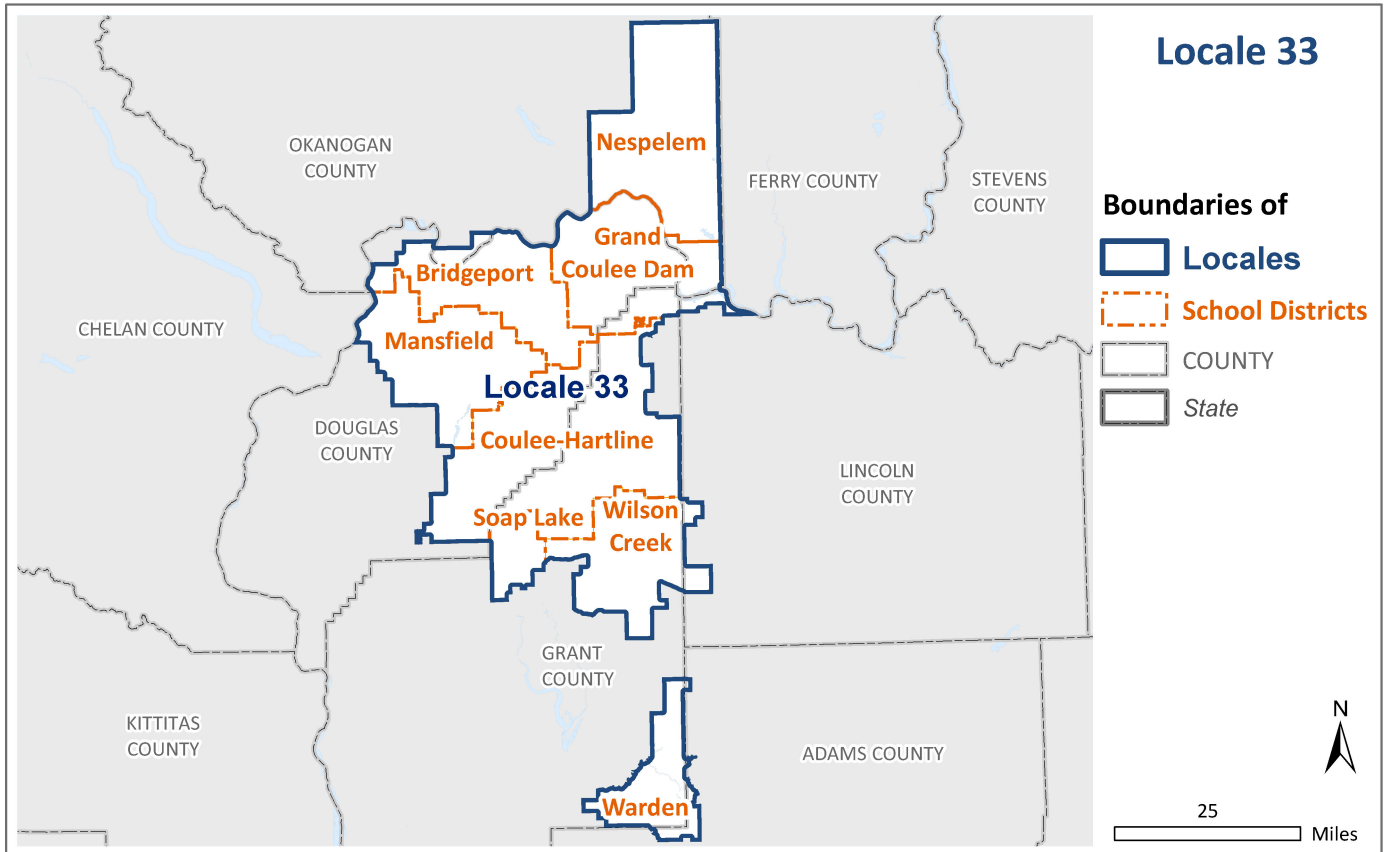 Locale 33
OKANOGAN
COUNTY
Nespelem
FERRY COUNTY
STEVENS
COUNTY
Grand
Coulee Dam
Bridgeport
CHELAN COUNTY
Mansfield
Locale 33
DOUGLAS
COUNTY
Coulee-Hartline
LINCOLN
COUNTY
Soap Lake
Wilson
Creek
GRANT
COUNTY
KITTITAS
COUNTY
ADAMS COUNTY
Warden
Boundaries of
Locales
School Districts
COUNTY
State
N
25
Miles